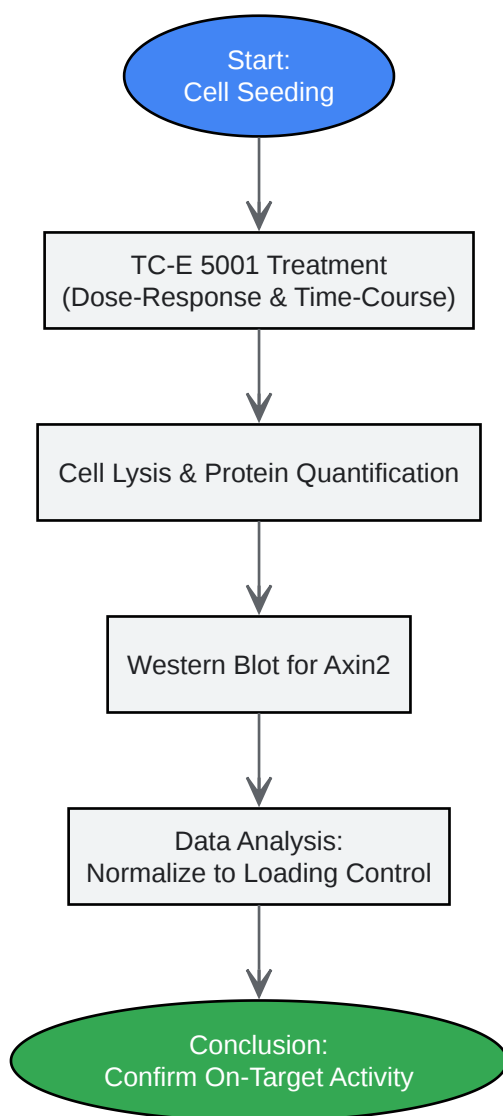 Start:
Cell Seeding
TC-E 5001 Treatment
(Dose-Response & Time-Course)
Cell Lysis & Protein Quantification
Western Blot for Axin2
Data Analysis:
Normalize to Loading Control
Conclusion:
Confirm On-Target Activity